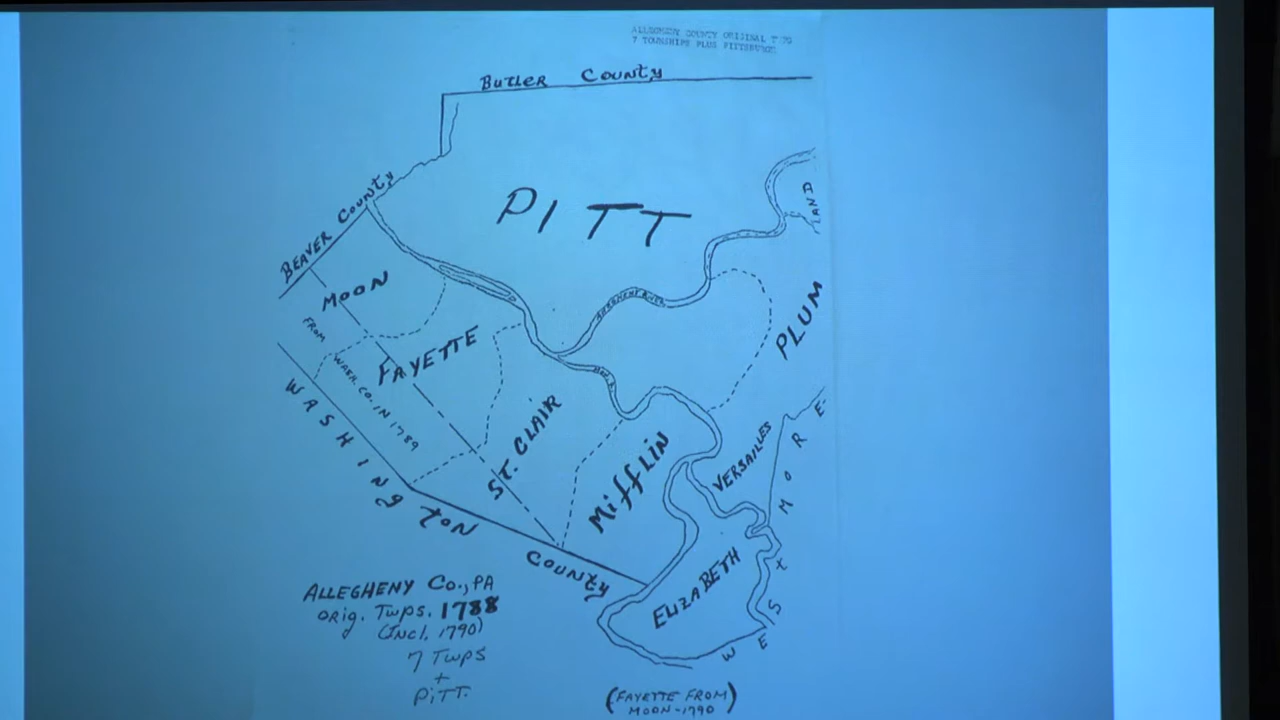 ALLEGHENY COUNTY ORIGINAL
7 TOWNSHIPS PLUS PITTSBURGH
BUTLER COUNTY
PITT
LAND
BEAVER COUNTY
MOON
FROM
WASH. CO. IN 1789
FAYETTE
ALLEGHENY RIVER
PLUM
ST. CLAIR
MIFFLIN
VERSAILLES
ELIZABETH
WASHINGTON COUNTY
WESTMORE-
ALLEGHENY CO., PA
ORIG. TWPS. 1788
(INCL. 1790)
7 TWPS
+
PITT.
(FAYETTE FROM
MOON-1790)